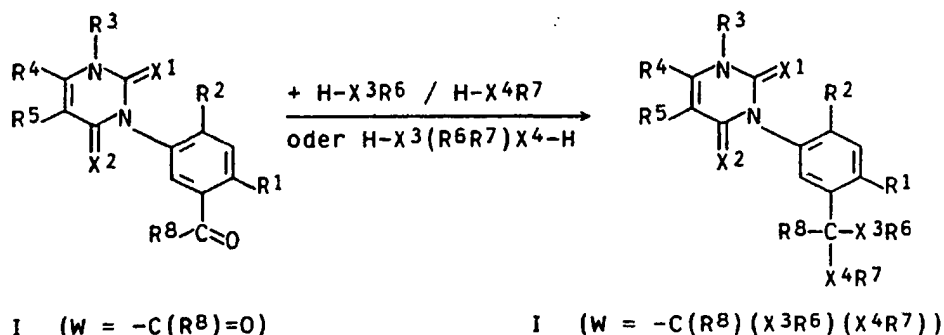 R3
R4 N X1
R5 N R2
X2
R1
R8 C O
+ H-X3R6 / H-X4R7
oder H-X3(R6R7)X4-H
R3
R4 N X1
R5 N R2
X2
R1
R8-C-X3R6
X4R7
I (W = -C(R8)=O)
I (W = -C(R8)(X3R6)(X4R7))